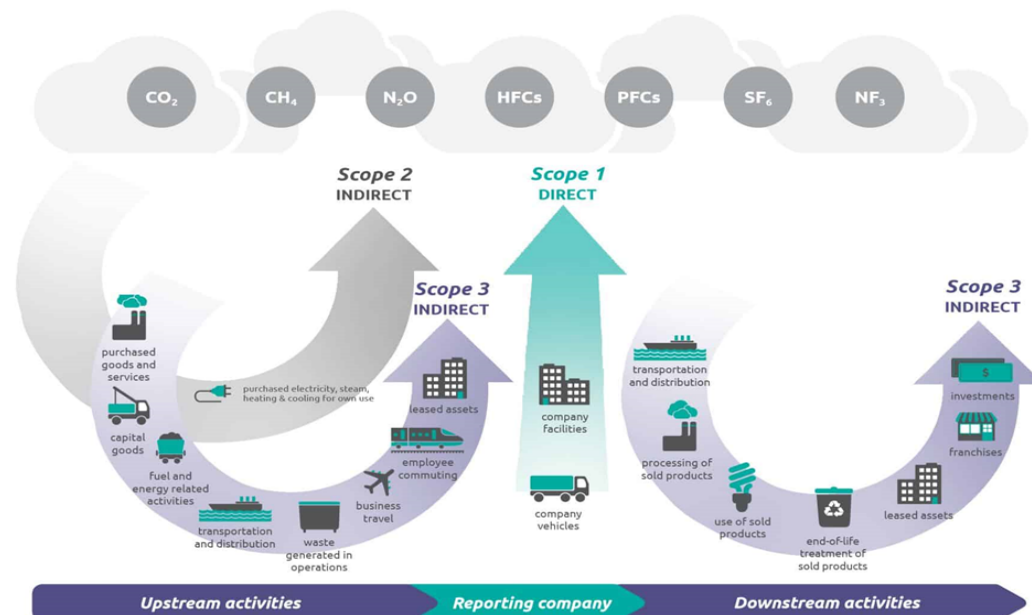 CO₂
CH₄
N₂O
HFCs
PFCs
SF₆
NF₃
Scope 2
INDIRECT
Scope 1
DIRECT
Scope 3
INDIRECT
Scope 3
INDIRECT
purchased
goods and
services
capital
goods
fuel and
energy related
activities
transportation
and distribution
waste
generated in
operations
business
travel
employee
commuting
leased assets
purchased electricity, steam,
heating & cooling for own use
company
facilities
company
vehicles
transportation
and distribution
processing of
sold products
use of sold
products
end-of-life
treatment of
sold products
leased assets
franchises
$
investments
Upstream activities
Reporting company
Downstream activities